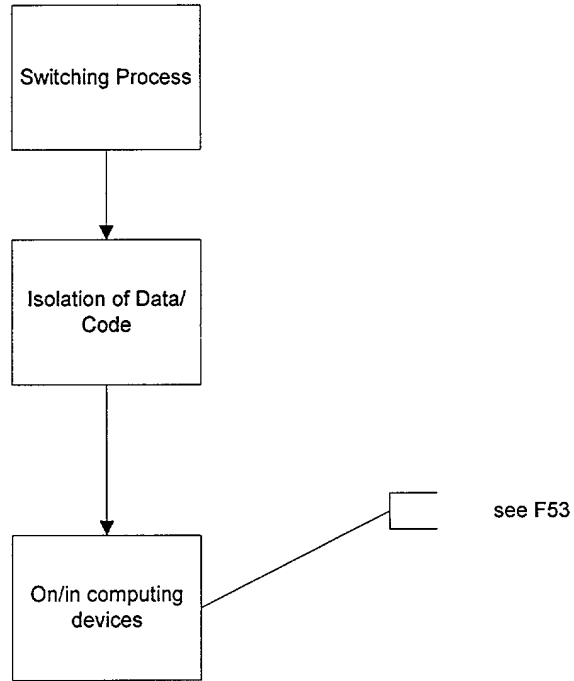 Switching Process
Isolation of Data/
Code
On/in computing
devices
see F53